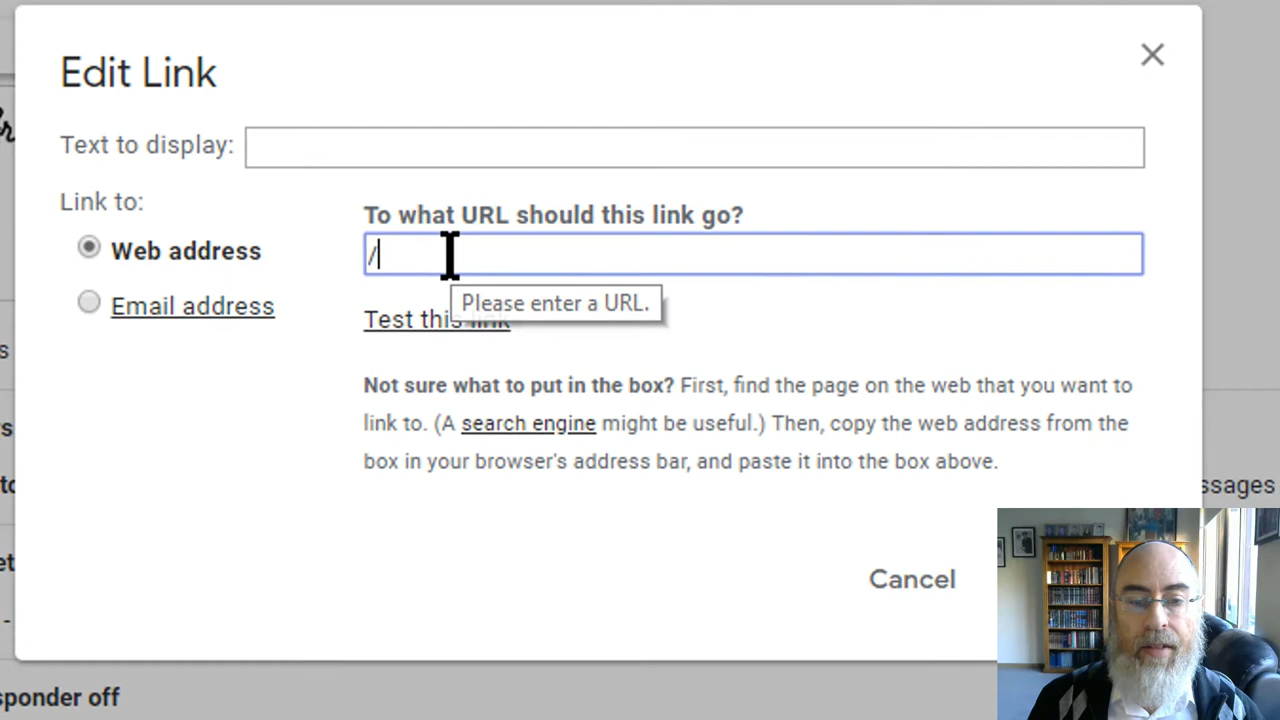 Edit Link
Text to display:
Link to:
To what URL should this link go?
Web address
/
Please enter a URL.
Email address
Test this link
Not sure what to put in the box? First, find the page on the web that you want to
link to. (A search engine might be useful.) Then, copy the web address from the
box in your browser's address bar, and paste it into the box above.
ssages
Cancel
sponder off